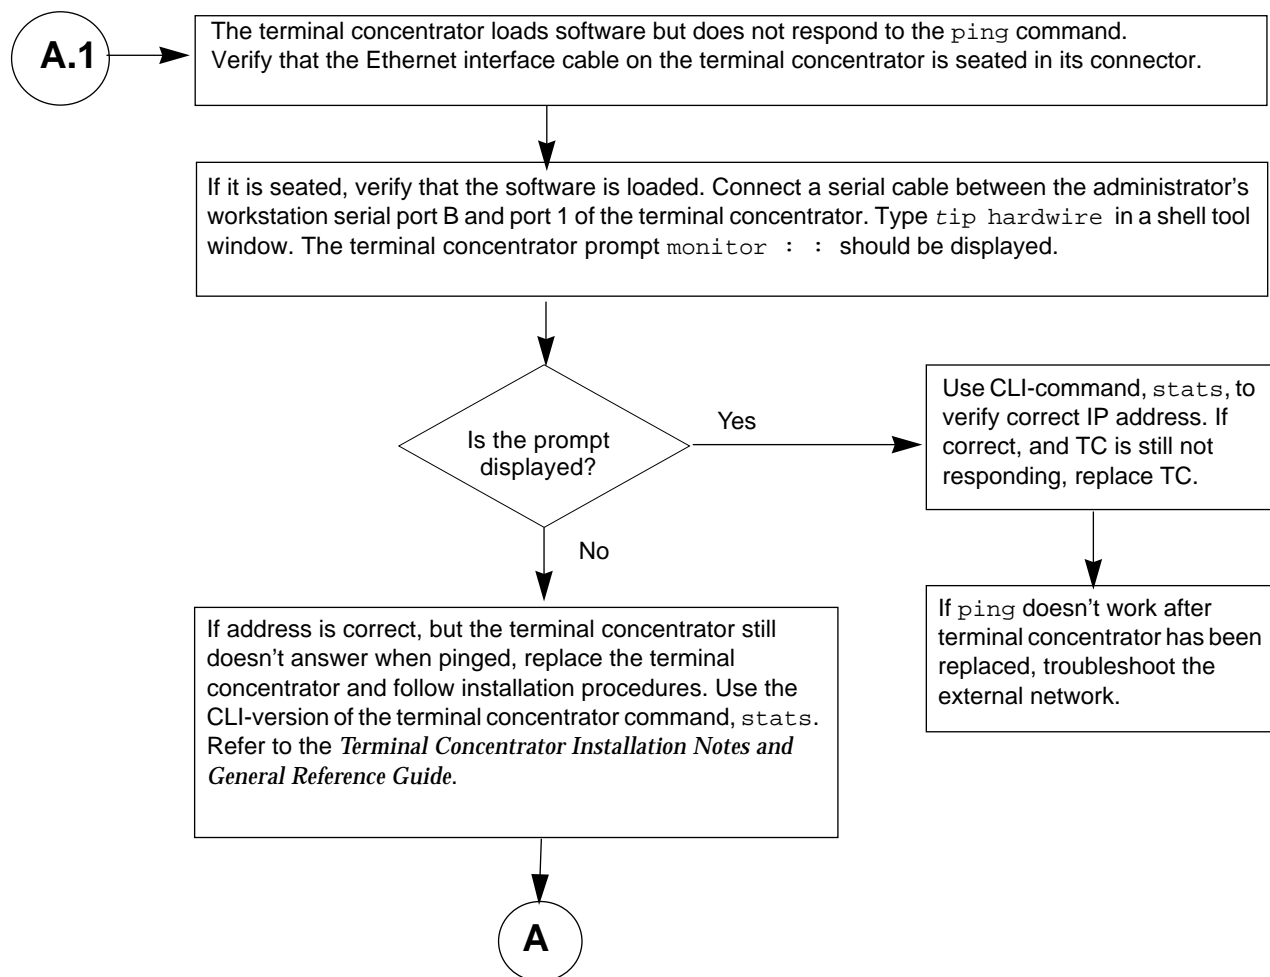 A.1
The terminal concentrator loads software but does not respond to the ping command.
Verify that the Ethernet interface cable on the terminal concentrator is seated in its connector.
If it is seated, verify that the software is loaded. Connect a serial cable between the administrator's
workstation serial port B and port 1 of the terminal concentrator. Type tip hardwire in a shell tool
window. The terminal concentrator prompt monitor : : should be displayed.
Is the prompt
displayed?
Yes
Use CLI-command, stats, to
verify correct IP address. If
correct, and TC is still not
responding, replace TC.
If ping doesn't work after
terminal concentrator has been
replaced, troubleshoot the
external network.
No
If address is correct, but the terminal concentrator still
doesn't answer when pinged, replace the terminal
concentrator and follow installation procedures. Use the
CLI-version of the terminal concentrator command, stats.
Refer to the Terminal Concentrator Installation Notes and
General Reference Guide.
A